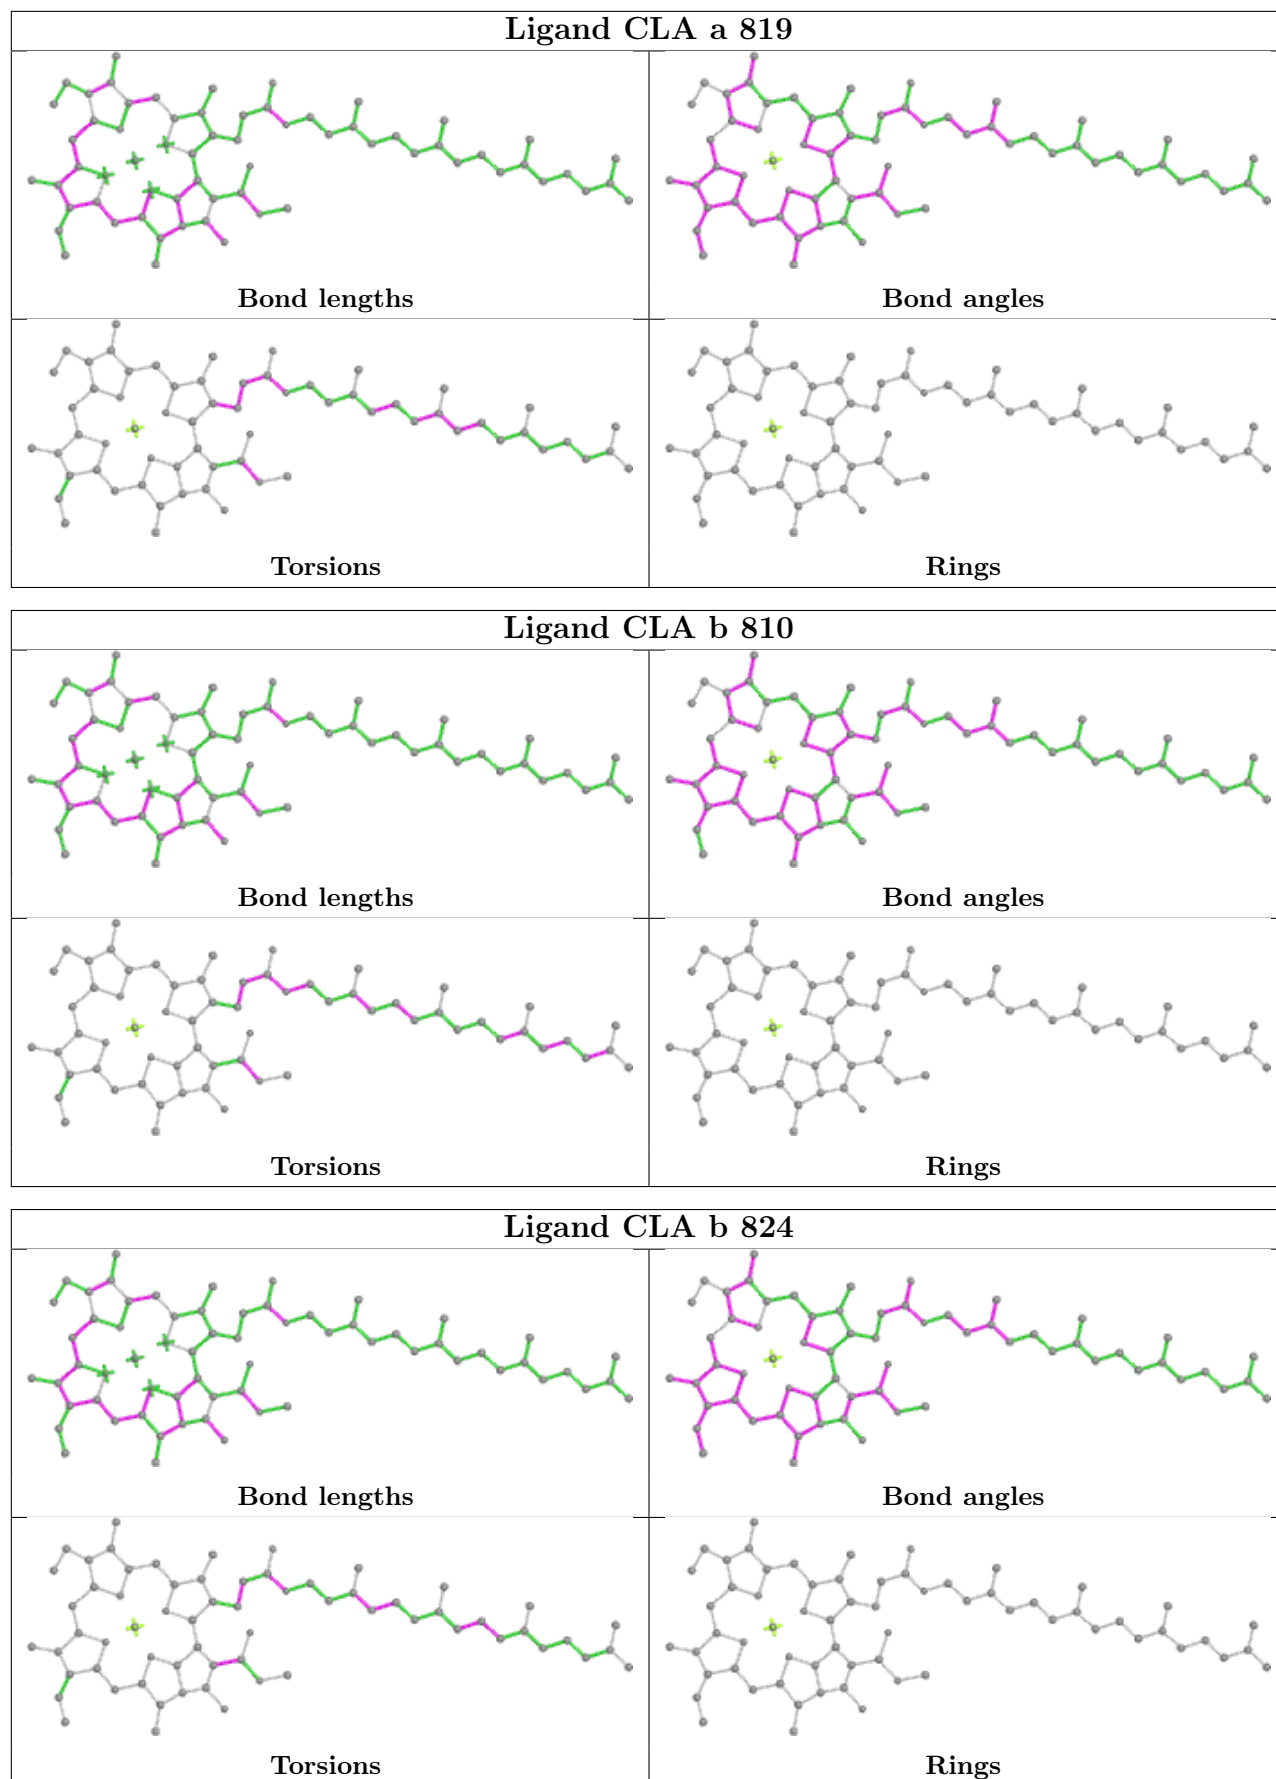 Ligand CLA a 819
Bond lengths
Bond angles
Torsions
Rings
Ligand CLA b 810
Bond lengths
Bond angles
Torsions
Rings
Ligand CLA b 824
Bond lengths
Bond angles
Torsions
Rings